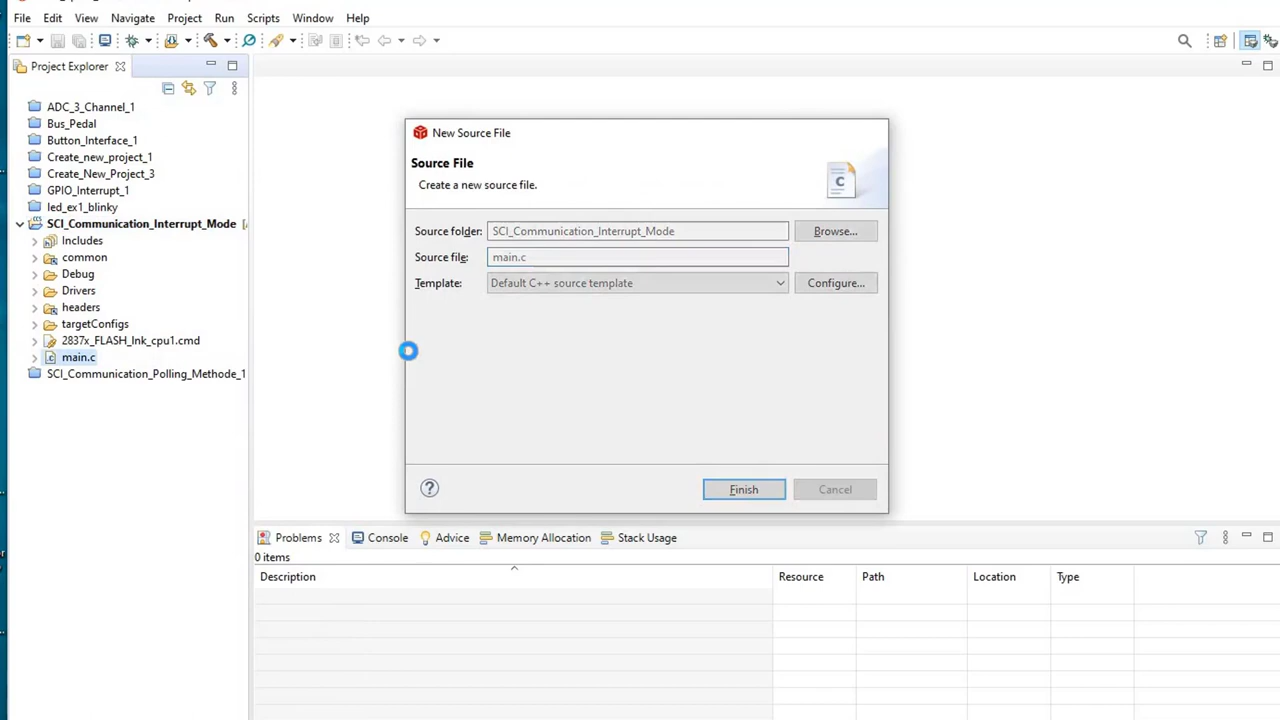 File Edit View Navigate Project Run Scripts Window Help
Project Explorer
ADC_3_Channel_1
Bus_Pedal
Button_Interface_1
Create_new_project_1
Create_New_Project_3
GPIO_Interrupt_1
led_ex1_blinky
SCI_Communication_Interrupt_Mode
Includes
common
Debug
Drivers
headers
targetConfigs
2837x_FLASH_lnk_cpu1.cmd
main.c
SCI_Communication_Polling_Methode_1
New Source File
Source File
Create a new source file.
C
Source folder: SCI_Communication_Interrupt_Mode Browse...
Source file: main.c
Template: Default C++ source template Configure...
? Finish Cancel
Problems Console Advice Memory Allocation Stack Usage
0 items
Description Resource Path Location Type